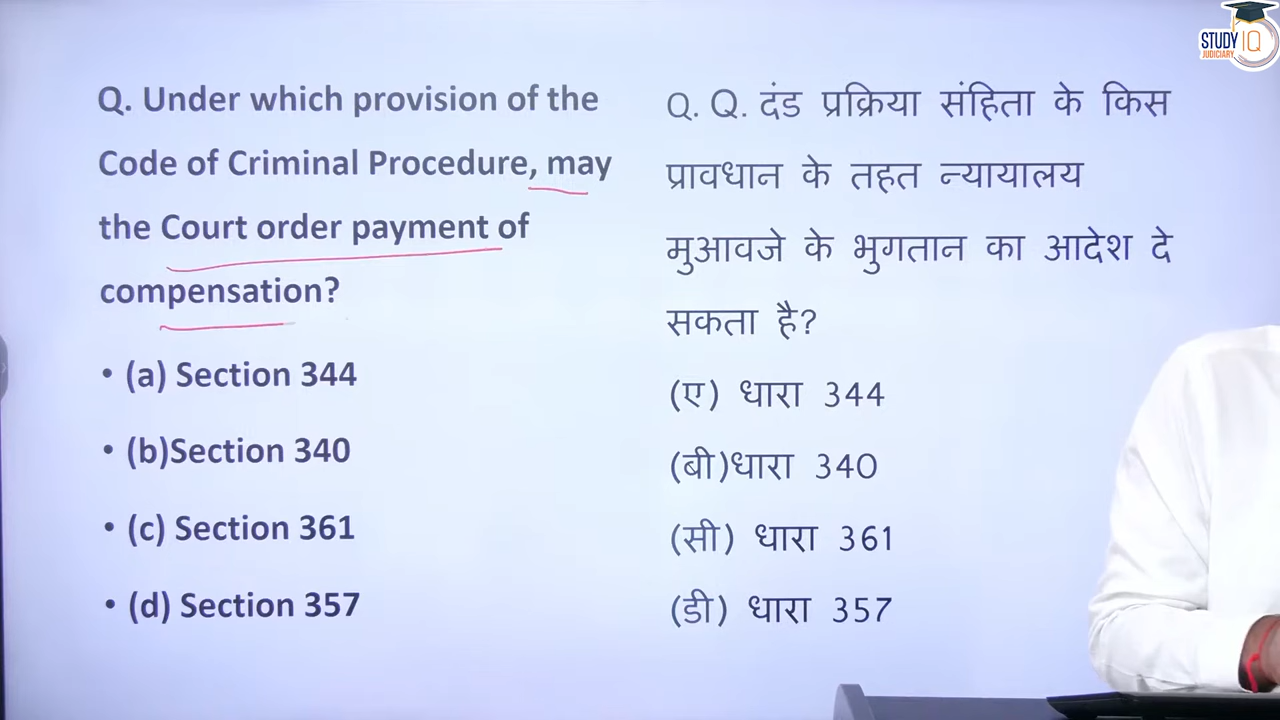 STUDY IQ
JUDICIARY
Q. Under which provision of the
Code of Criminal Procedure, may
the Court order payment of
compensation?
• (a) Section 344
• (b)Section 340
• (c) Section 361
• (d) Section 357
Q. Q. दंड प्रक्रिया संहिता के किस
प्रावधान के तहत न्यायालय
मुआवजे के भुगतान का आदेश दे
सकता है?
(ए) धारा 344
(बी)धारा 340
(सी) धारा 361
(डी) धारा 357